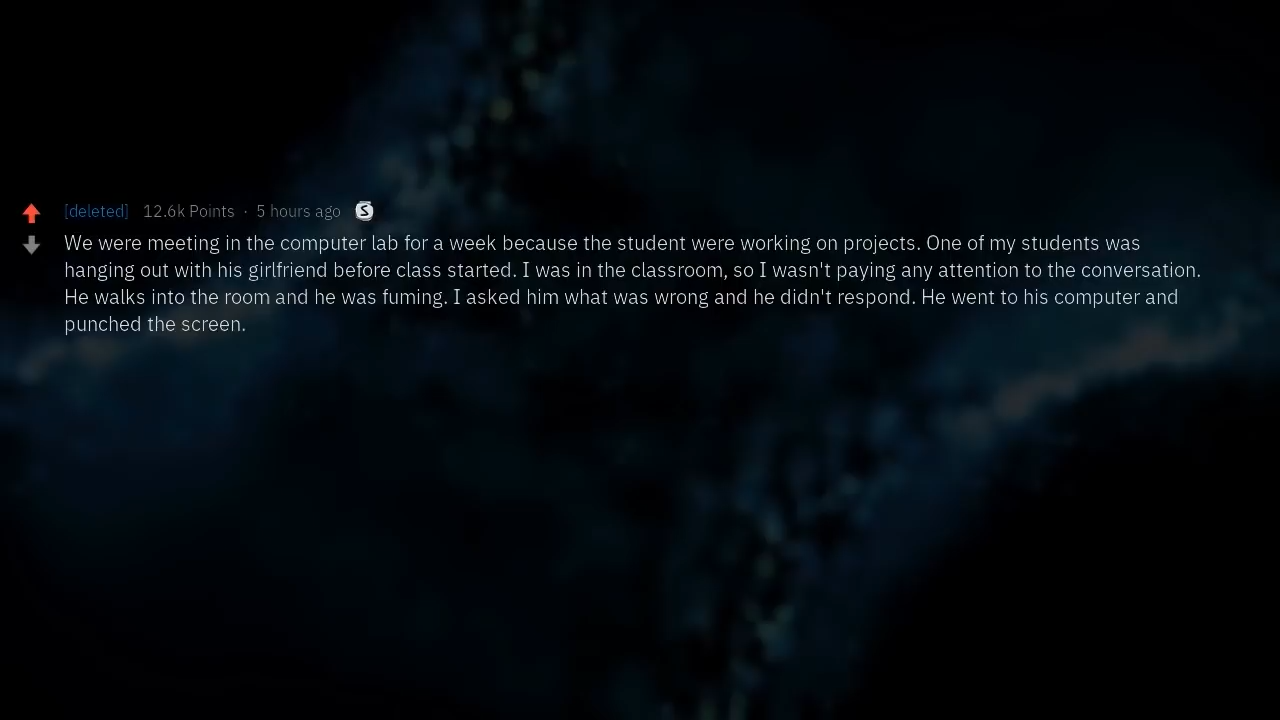 [deleted] 12.6k Points · 5 hours ago S
We were meeting in the computer lab for a week because the student were working on projects. One of my students was
hanging out with his girlfriend before class started. I was in the classroom, so I wasn't paying any attention to the conversation.
He walks into the room and he was fuming. I asked him what was wrong and he didn't respond. He went to his computer and
punched the screen.